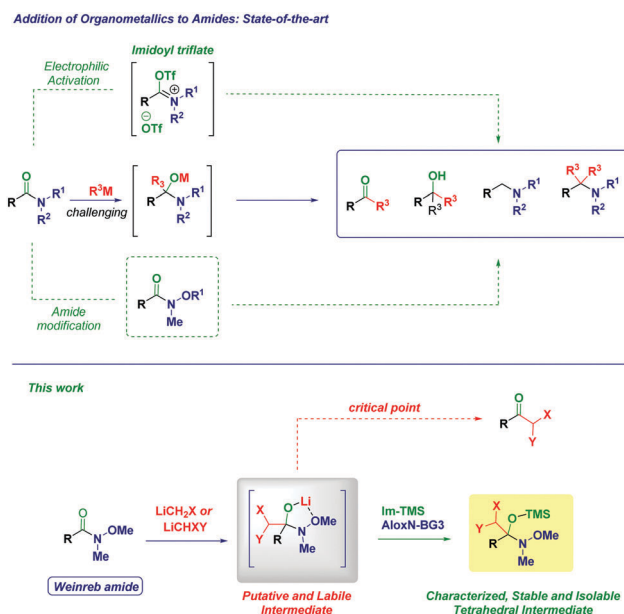 Addition of Organometallics to Amides: State-of-the-art
Imidoyl triflate
Electrophilic
Activation
OTf
R N R¹
R²
⊕
⊖
OTf
O
R N R¹
R²
R³M
challenging
R₃ OM
R N R¹
R²
O
R R³
OH
R R³
R³
R N R¹
R²
R³ R³
R N R¹
R²
O
R N OR¹
Me
Amide
modification
This work
critical point
O
R X
Y
O
R N OMe
Me
Weinreb amide
LiCH₂X or
LiCHXY
X O Li
Y OMe
R N
Me
Putative and Labile
Intermediate
Im-TMS
AloxN-BG3
X O TMS
Y OMe
R N
Me
Characterized, Stable and Isolable
Tetrahedral Intermediate